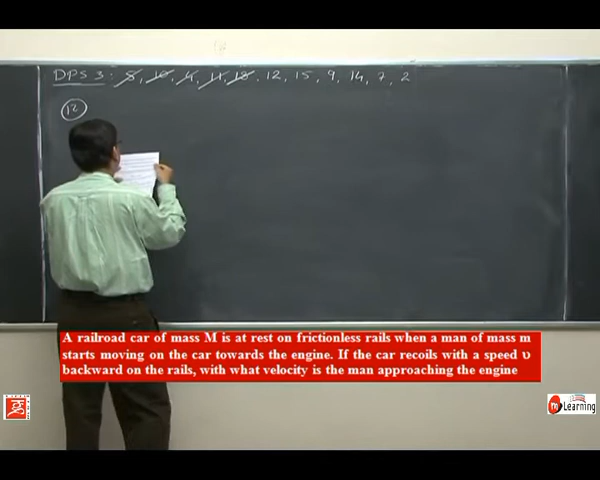 DPS 3 : 8, 10, 4, 11, 13, 12, 15, 9, 14, 7, 2
12
A railroad car of mass M is at rest on frictionless rails when a man of mass m
starts moving on the car towards the engine. If the car recoils with a speed υ
backward on the rails, with what velocity is the man approaching the engine
Learning